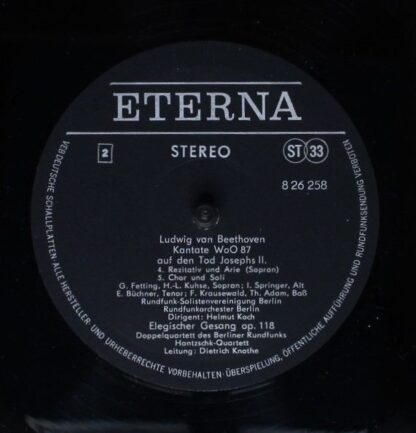 ETERNA
2
STEREO
ST 33
8 26 258
Ludwig van Beethoven
Kantate WoO 87
auf den Tod Josephs II.
4. Rezitativ und Arie (Sopran)
5. Chor und Soli
G. Fetting, H.-L. Kuhse, Sopran; I. Springer, Alt
E. Büchner, Tenor; F. Krausewald, Th. Adam, Baß
Rundfunk-Solistenvereinigung Berlin
Rundfunkorchester Berlin
Dirigent: Helmut Koch
Elegischer Gesang op. 118
Doppelquartett des Berliner Rundfunks
Hantzschk-Quartett
Leitung: Dietrich Knothe
VEB DEUTSCHE SCHALLPLATTEN ALLE HERSTELLER- UND URHEBERRECHTE VORBEHALTEN · ÜBERSPIELUNG, ÖFFENTLICHE AUFFÜHRUNG UND RUNDFUNKSENDUNG VERBOTEN